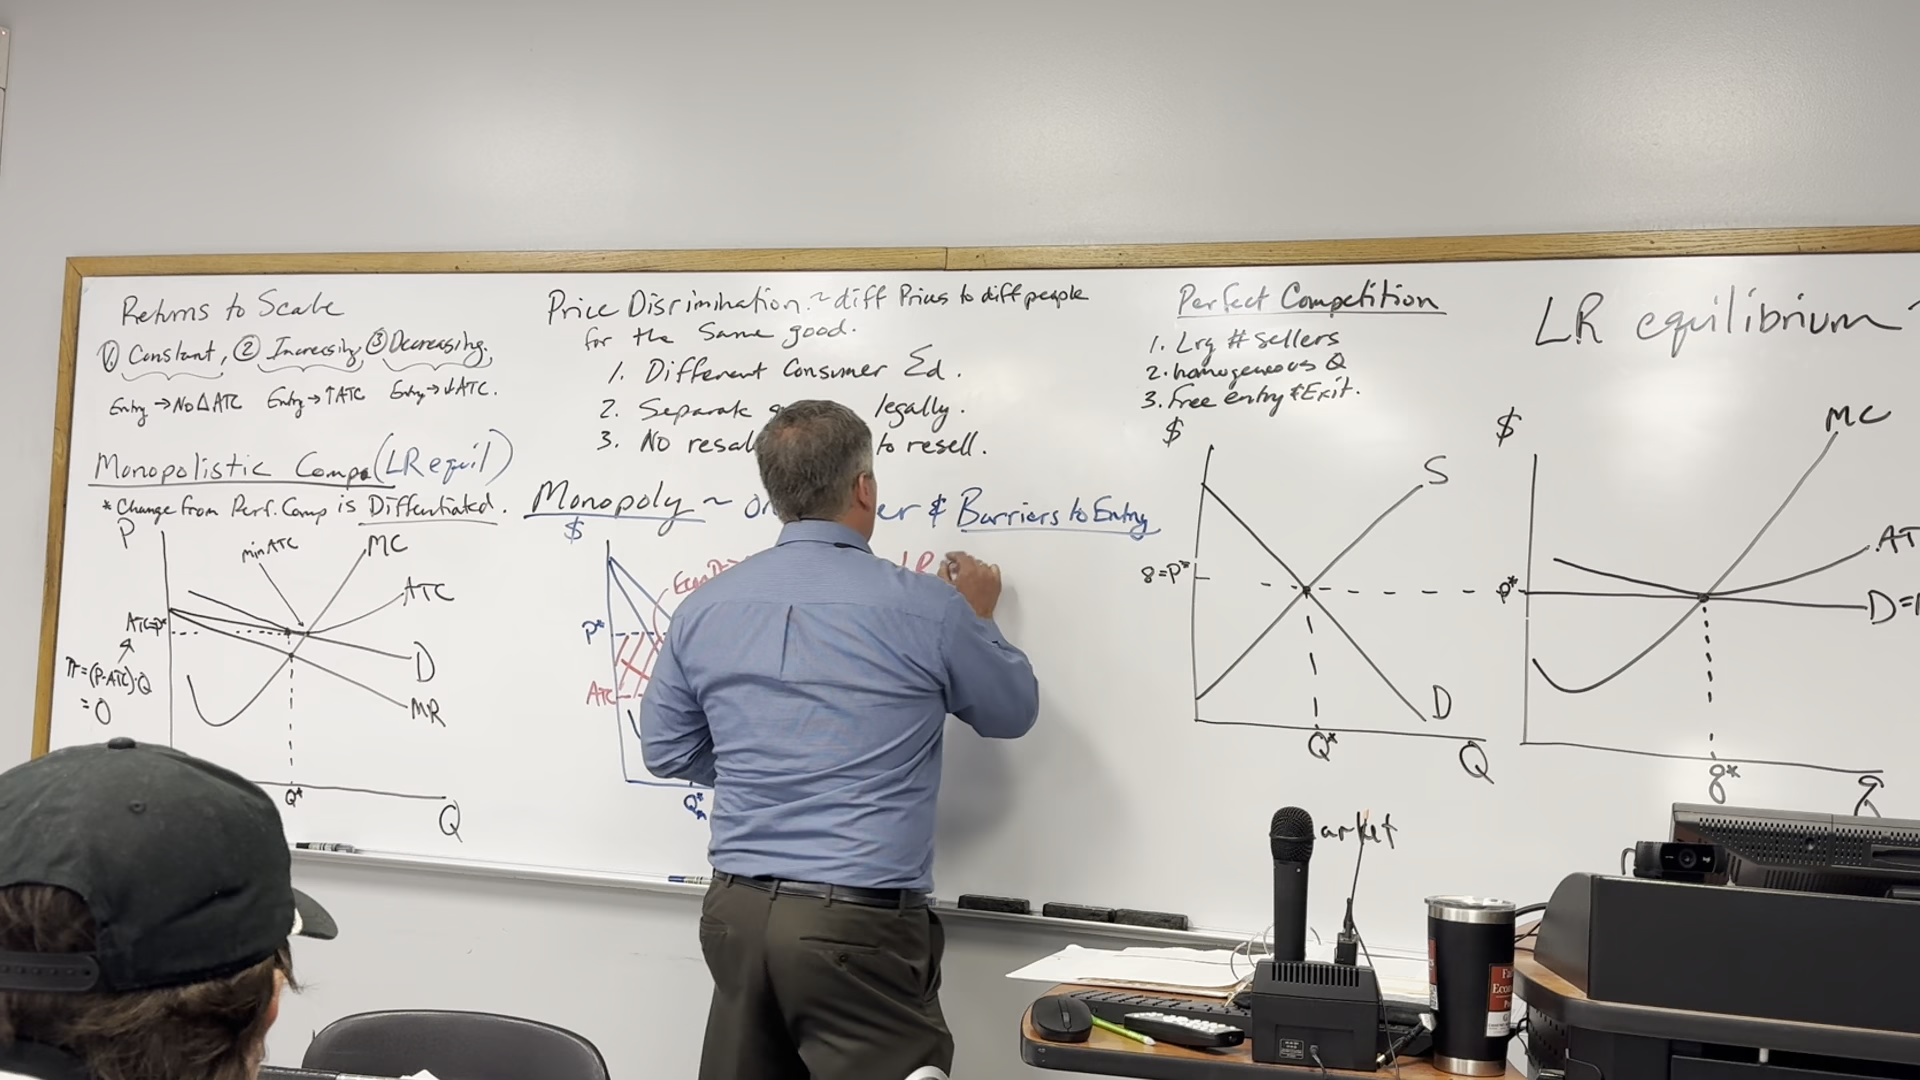 Returns to Scale
① Constant, ② Increasing, ③ Decreasing,
Entry → No Δ ATC Entry → ↑ATC Entry → ↓ATC.
Monopolistic Comp. (LR equil)
* Change from Perf. Comp is Differentiated.
P
min ATC
MC
ATC
ATC=P*
D
π=(P-ATC)·Q
= 0
MR
Q*
Q
Price Disrimination ~ diff Prices to diff people
for the Same good.
1. Different Consumer Ed.
2. Separate legally.
3. No to resell.
Monopoly ~ & Barriers to Entry
$
LR
P*
ATC
Q*
Perfect Competition
1. Lrg # sellers
2. homogeneous Q
3. Free entry & Exit.
$
S
8=P*
D
Q*
Q
arket
LR equilibrium
$
MC
P*
D=
q*
q